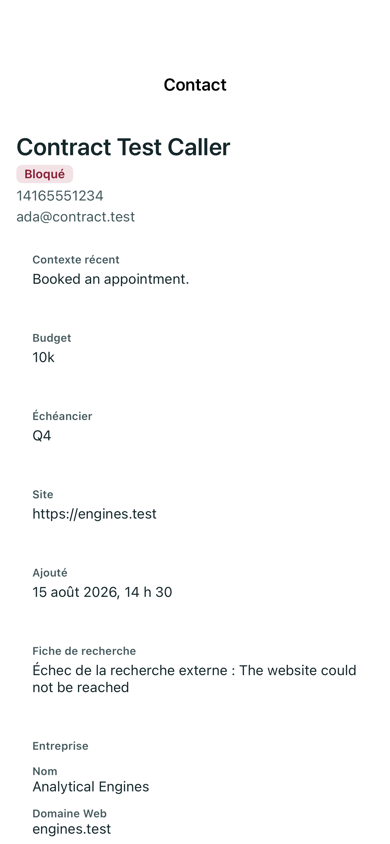 Contact
Contract Test Caller
Bloqué
14165551234
ada@contract.test
Contexte récent
Booked an appointment.
Budget
10k
Échéancier
Q4
Site
https://engines.test
Ajouté
15 août 2026, 14 h 30
Fiche de recherche
Échec de la recherche externe : The website could
not be reached
Entreprise
Nom
Analytical Engines
Domaine Web
engines.test